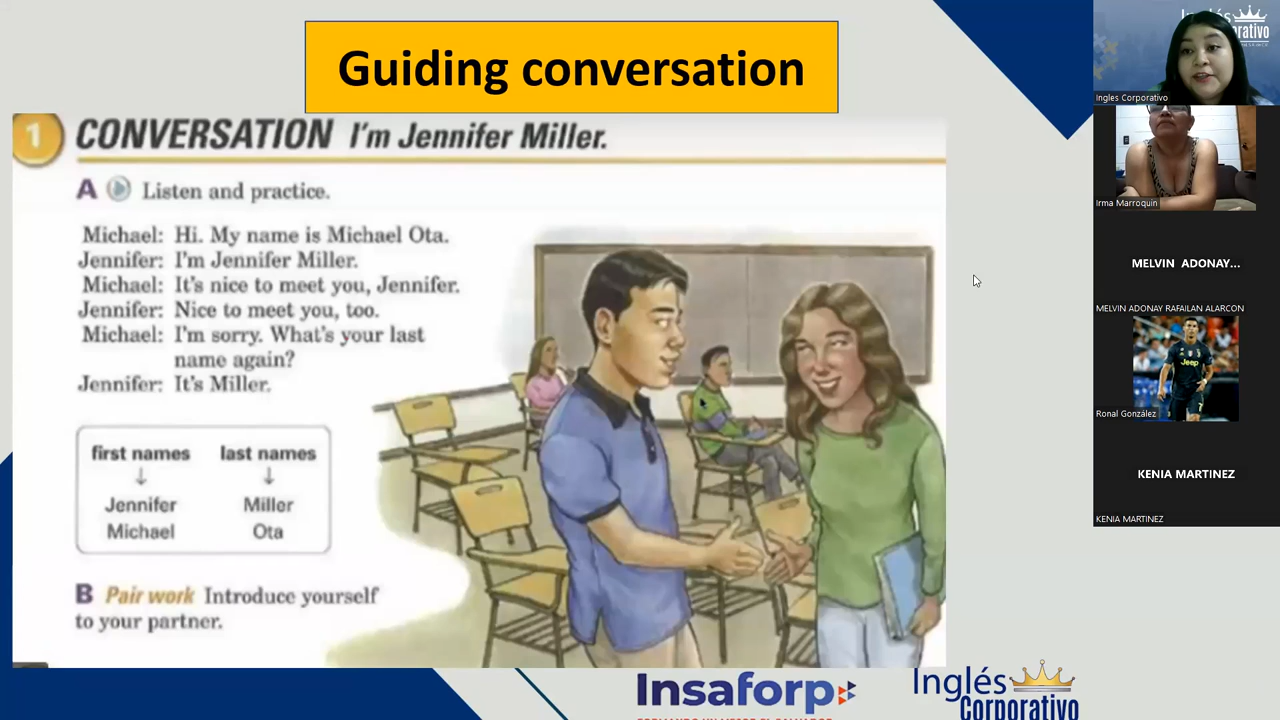 Guiding conversation
1 CONVERSATION I'm Jennifer Miller.
A Listen and practice.
Michael: Hi. My name is Michael Ota.
Jennifer: I'm Jennifer Miller.
Michael: It's nice to meet you, Jennifer.
Jennifer: Nice to meet you, too.
Michael: I'm sorry. What's your last
name again?
Jennifer: It's Miller.
first names last names
Jennifer Miller
Michael Ota
B Pair work Introduce yourself
to your partner.
Insaforp
Inglés
Corporativo
Ingles Corporativo
Irma Marroquin
MELVIN ADONAY...
MELVIN ADONAY RAFAILAN ALARCON
Jeep
Ronal González
KENIA MARTINEZ
KENIA MARTINEZ